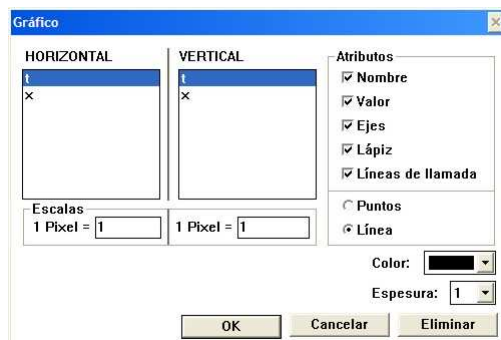 Gráfico
HORIZONTAL
VERTICAL
t
x
t
x
Escalas
1 Pixel = 1
1 Pixel = 1
Atributos
Nombre
Valor
Ejes
Lápiz
Líneas de llamada
Puntos
Línea
Color:
Espesura: 1
OK
Cancelar
Eliminar